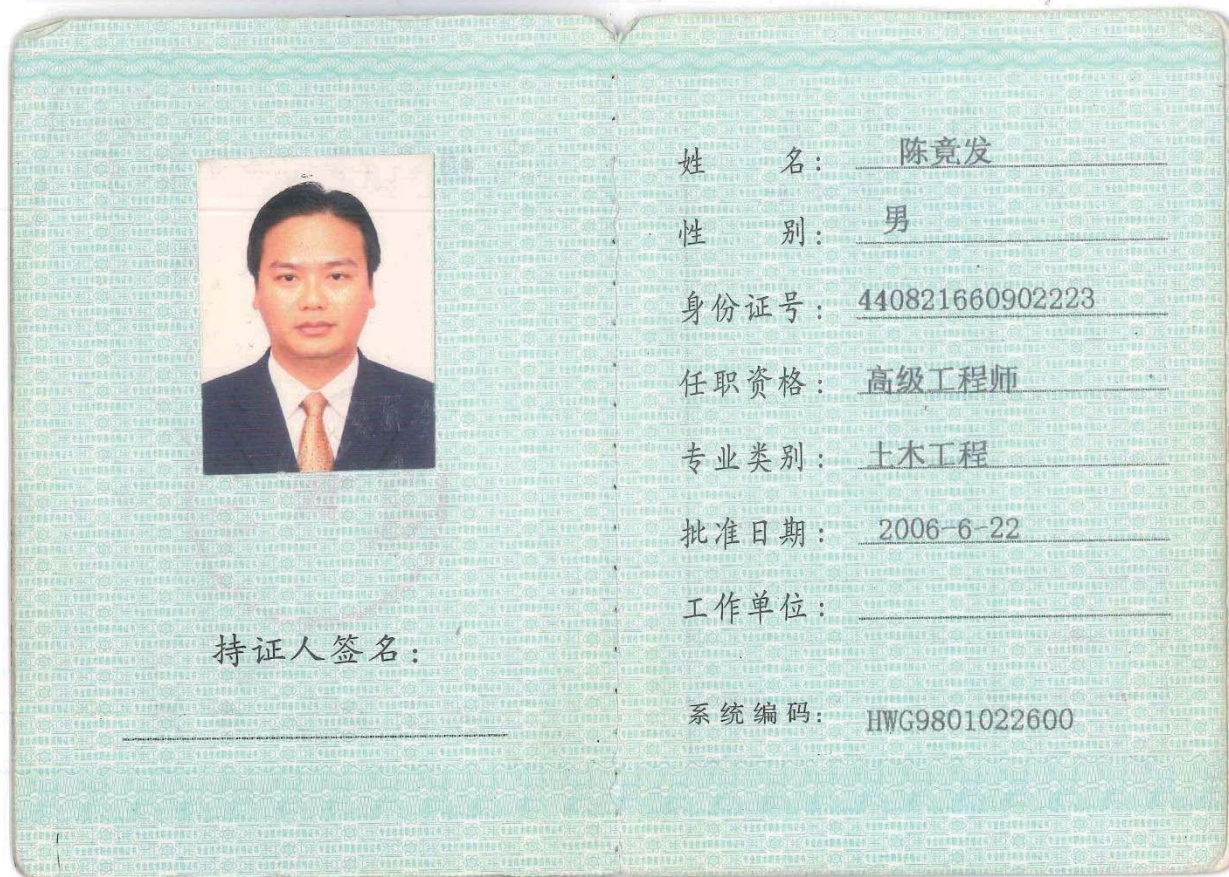 持证人签名:
姓 名: 陈竟发
性 别: 男
身份证号: 440821660902223
任职资格: 高级工程师
专业类别: 土木工程
批准日期: 2006-6-22
工作单位:
系统编码: HWG9801022600